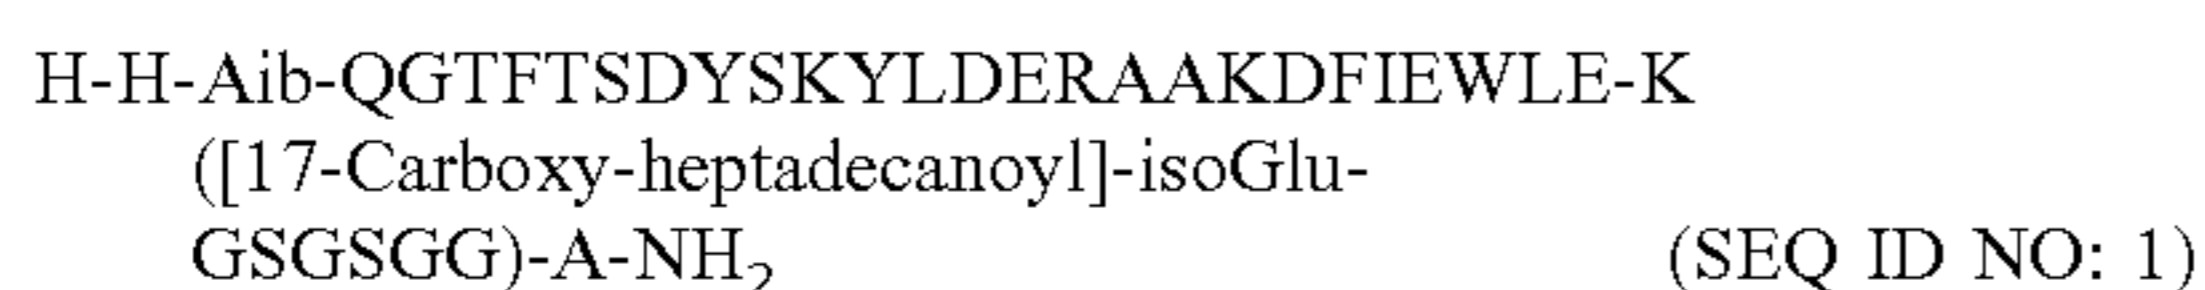 H-H-Aib-QGTFTSDYSKYLDERAAKDFIEWLE-K
([17-Carboxy-heptadecanoyl]-isoGlu-
GSGSGG)-A-NH₂ (SEQ ID NO: 1)